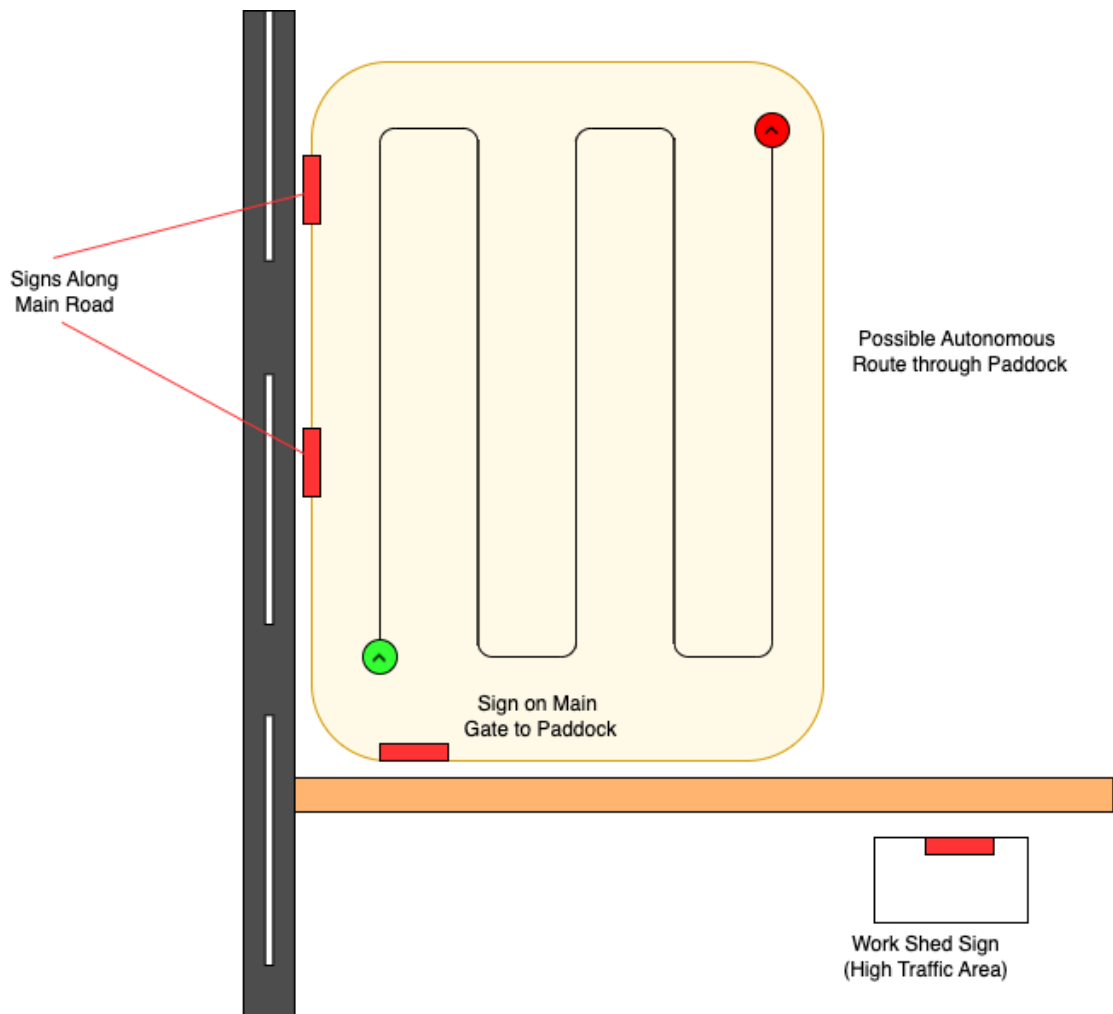 Signs Along
Main Road
Possible Autonomous
Route through Paddock
Sign on Main
Gate to Paddock
Work Shed Sign
(High Traffic Area)